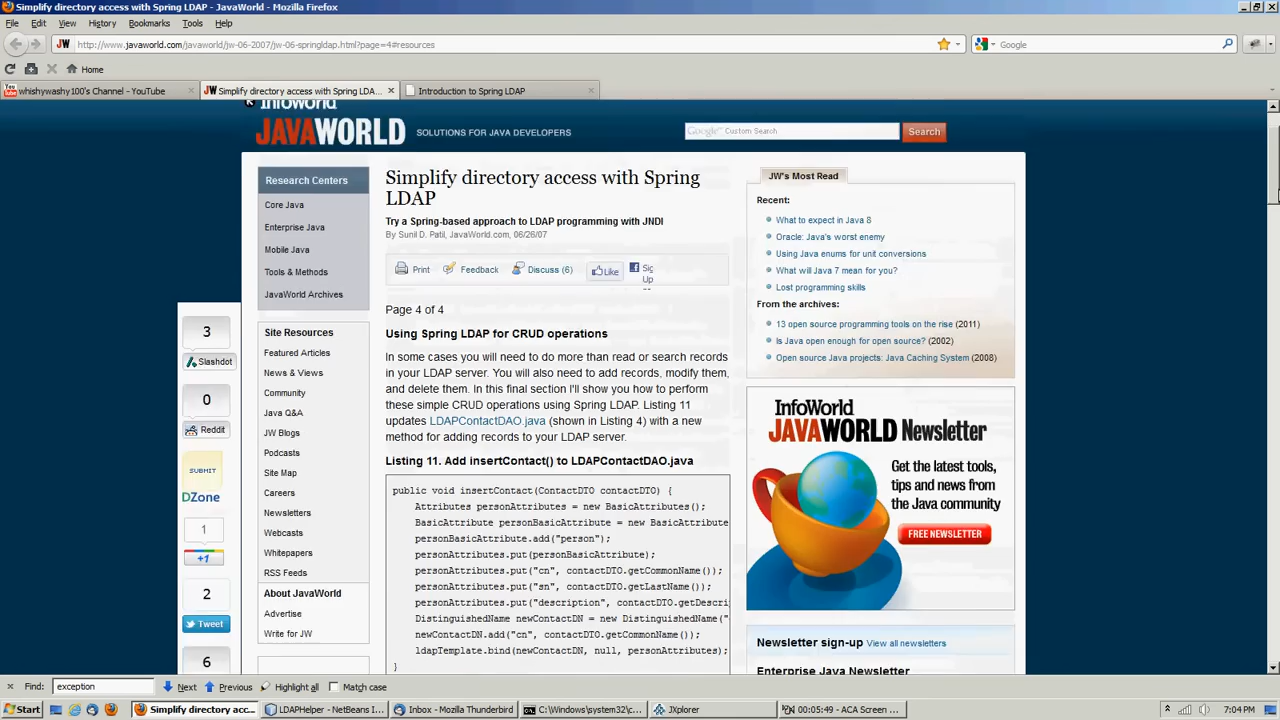 Simplify directory access with Spring LDAP - JavaWorld - Mozilla Firefox
File Edit View History Bookmarks Tools Help
http://www.javaworld.com/javaworld/jw-06-2007/jw-06-springldap.html?page=4#resources
Google
Home
whishywashy100's Channel - YouTube
Simplify directory access with Spring LDA...
Introduction to Spring LDAP
InfoWorld
JAVAWORLD SOLUTIONS FOR JAVA DEVELOPERS
Google Custom Search
Search
Research Centers
Core Java
Enterprise Java
Mobile Java
Tools & Methods
JavaWorld Archives
Site Resources
Featured Articles
News & Views
Community
Java Q&A
JW Blogs
Podcasts
Site Map
Careers
Newsletters
Webcasts
Whitepapers
RSS Feeds
About JavaWorld
Advertise
Write for JW
3
Slashdot
0
Reddit
SUBMIT
DZone
1
+1
2
Tweet
6
Simplify directory access with Spring
LDAP
Try a Spring-based approach to LDAP programming with JNDI
By Sunil D. Patil, JavaWorld.com, 06/26/07
Print Feedback Discuss (6) Like Sig
Up
Page 4 of 4
Using Spring LDAP for CRUD operations
In some cases you will need to do more than read or search records
in your LDAP server. You will also need to add records, modify them,
and delete them. In this final section I'll show you how to perform
these simple CRUD operations using Spring LDAP. Listing 11
updates LDAPContactDAO.java (shown in Listing 4) with a new
method for adding records to your LDAP server.
Listing 11. Add insertContact() to LDAPContactDAO.java
public void insertContact(ContactDTO contactDTO) {
Attributes personAttributes = new BasicAttributes();
BasicAttribute personBasicAttribute = new BasicAttribute
personBasicAttribute.add("person");
personAttributes.put(personBasicAttribute);
personAttributes.put("cn", contactDTO.getCommonName());
personAttributes.put("sn", contactDTO.getLastName());
personAttributes.put("description", contactDTO.getDescri
DistinguishedName newContactDN = new DistinguishedName("
newContactDN.add("cn", contactDTO.getCommonName());
ldapTemplate.bind(newContactDN, null, personAttributes);
}
JW's Most Read
Recent:
What to expect in Java 8
Oracle: Java's worst enemy
Using Java enums for unit conversions
What will Java 7 mean for you?
Lost programming skills
From the archives:
13 open source programming tools on the rise (2011)
Is Java open enough for open source? (2002)
Open source Java projects: Java Caching System (2008)
InfoWorld
JAVAWORLD Newsletter
Get the latest tools,
tips and news from
the Java community
FREE NEWSLETTER
Newsletter sign-up View all newsletters
Enterprise Java Newsletter
Find: exception Next Previous Highlight all Match case
Start
Simplify directory acc...
LDAPHelper - NetBeans I...
Inbox - Mozilla Thunderbird
C:\Windows\system32\c...
JXplorer
00:05:49 - ACA Screen ...
7:04 PM